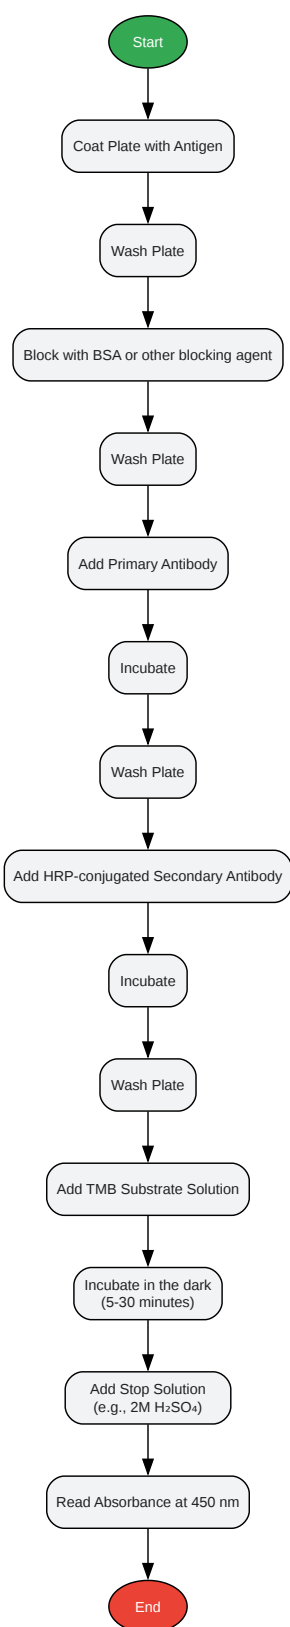 Start
Coat Plate with Antigen
Wash Plate
Block with BSA or other blocking agent
Wash Plate
Add Primary Antibody
Incubate
Wash Plate
Add HRP-conjugated Secondary Antibody
Incubate
Wash Plate
Add TMB Substrate Solution
Incubate in the dark
(5-30 minutes)
Add Stop Solution
(e.g., 2M H₂SO₄)
Read Absorbance at 450 nm
End